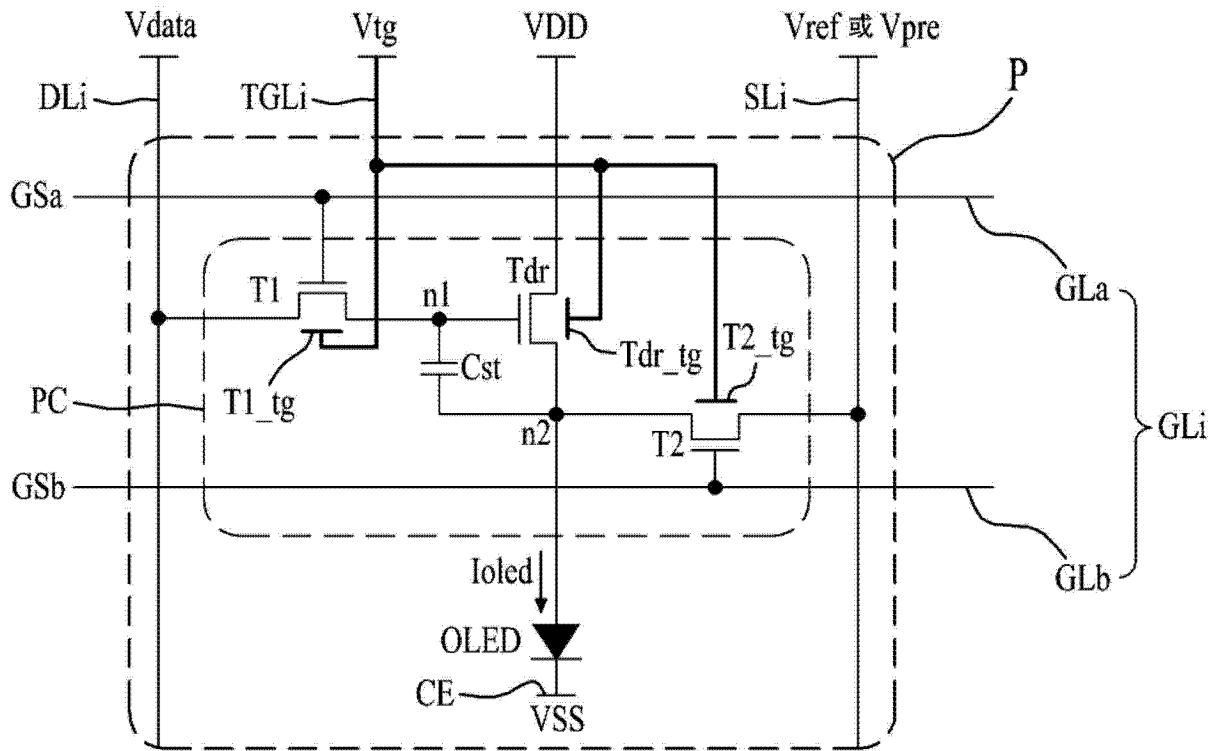 Vdata
Vtg
VDD
Vref 或 Vpre
DLi
TGLi
SLi
P
GSa
GLa
T1
n1
Tdr
T2_tg
Tdr_tg
Cst
T1_tg
PC
n2
T2
GLi
GSb
GLb
Ioled
OLED
CE
VSS